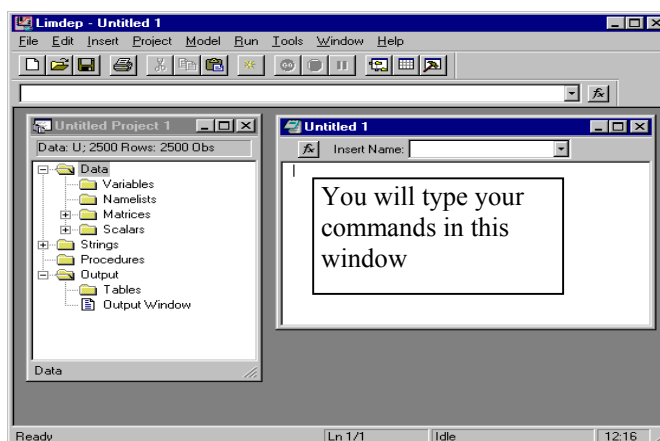 Limdep - Untitled 1
File Edit Insert Project Model Run Tools Window Help
fx
Untitled Project 1
Data: U; 2500 Rows: 2500 Obs
Data
Variables
Namelists
Matrices
Scalars
Strings
Procedures
Output
Tables
Output Window
Data
Untitled 1
fx Insert Name:
You will type your
commands in this
window
Ready Ln 1/1 Idle 12:16